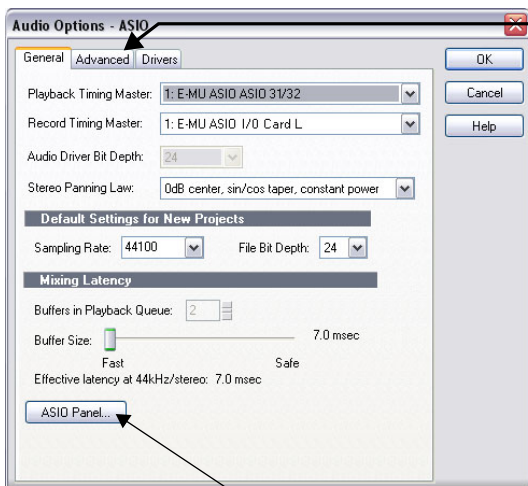 Audio Options - ASIO
General Advanced Drivers
OK
Cancel
Help
Playback Timing Master: 1: E-MU ASIO ASIO 31/32
Record Timing Master: 1: E-MU ASIO I/O Card L
Audio Driver Bit Depth: 24
Stereo Panning Law: 0dB center, sin/cos taper, constant power
Default Settings for New Projects
Sampling Rate: 44100 File Bit Depth: 24
Mixing Latency
Buffers in Playback Queue: 2
Buffer Size: 7.0 msec
Fast Safe
Effective latency at 44kHz/stereo: 7.0 msec
ASIO Panel...